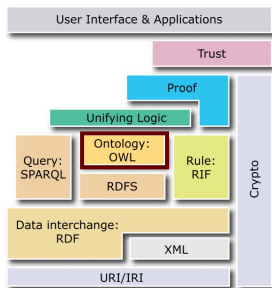 User Interface & Applications
Trust
Proof
Unifying Logic
Ontology:
OWL
Query:
SPARQL
Rule:
RIF
RDFS
Crypto
Data interchange:
RDF
XML
URI/IRI